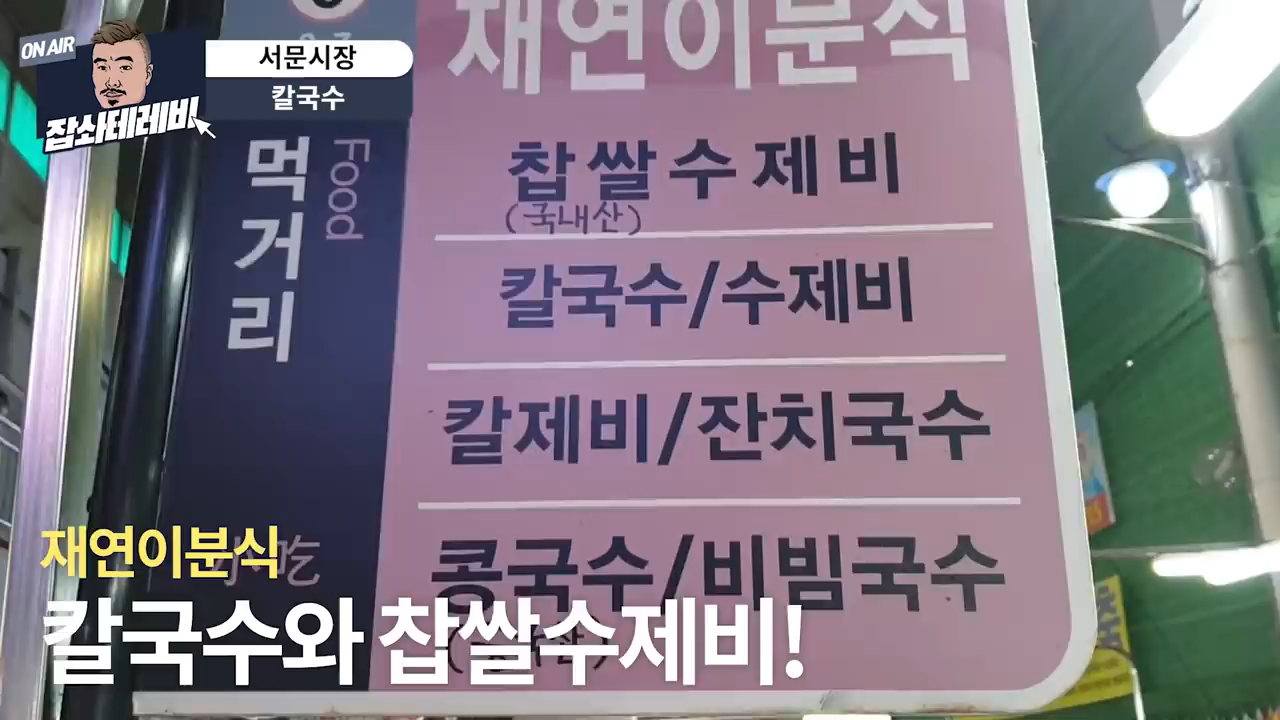 ON AIR
잡솨테레비
서문시장
칼국수
재연이분식
먹거리
Food
小吃
찹쌀수제비
(국내산)
칼국수/수제비
칼제비/잔치국수
콩국수/비빔국수
재연이분식
칼국수와 찹쌀수제비!